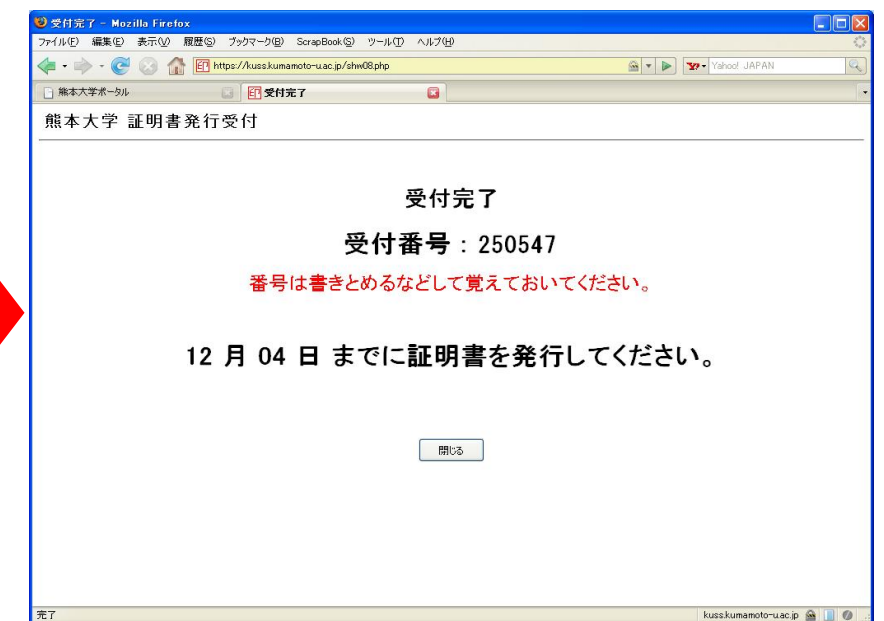 受付完了 - Mozilla Firefox
ファイル(F) 編集(E) 表示(V) 履歴(S) ブックマーク(B) ScrapBook(S) ツール(T) ヘルプ(H)
https://kuss.kumamoto-u.ac.jp/shw08.php Yahoo! JAPAN
熊本大学ポータル 受付完了
熊本大学 証明書発行受付
受付完了
受付番号 : 250547
番号は書きとめるなどして覚えておいてください。
12 月 04 日 までに証明書を発行してください。
閉じる
完了 kuss.kumamoto-u.ac.jp